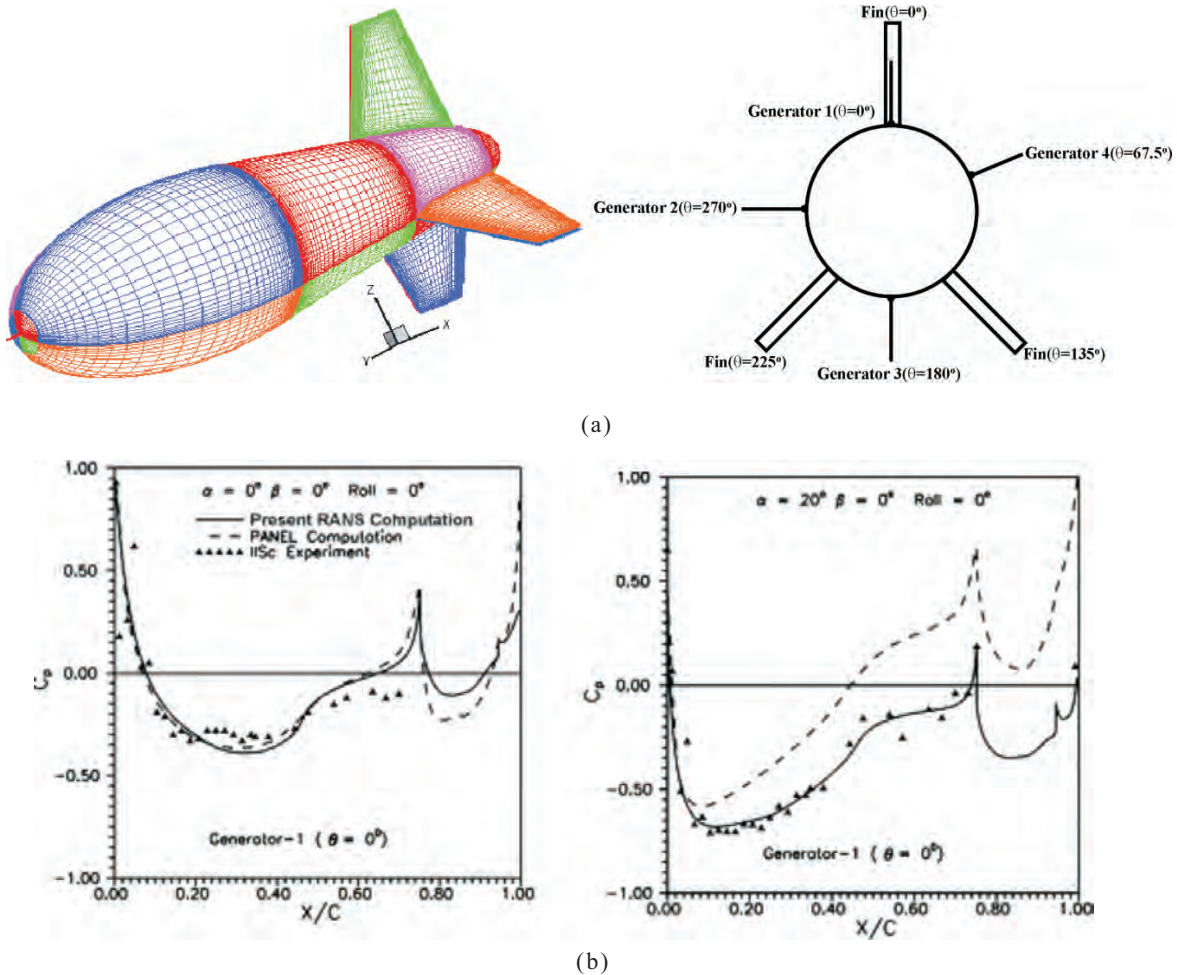 Z
X
Y
Fin(θ=0°)
Generator 1(θ=0°)
Generator 4(θ=67.5°)
Generator 2(θ=270°)
Fin(θ=225°)
Fin(θ=135°)
Generator 3(θ=180°)
(a)
1.00
0.50
0.00
-0.50
-1.00
Cp
α = 0° β = 0° Roll = 0°
Present RANS Computation
PANEL Computation
IISc Experiment
Generator-1 ( θ = 0° )
0.00 0.20 0.40 0.60 0.80 1.00
X/C
1.00
0.50
0.00
-0.50
-1.00
Cp
α = 20° β = 0° Roll = 0°
Generator-1 ( θ = 0° )
0.00 0.20 0.40 0.60 0.80 1.00
X/C
(b)